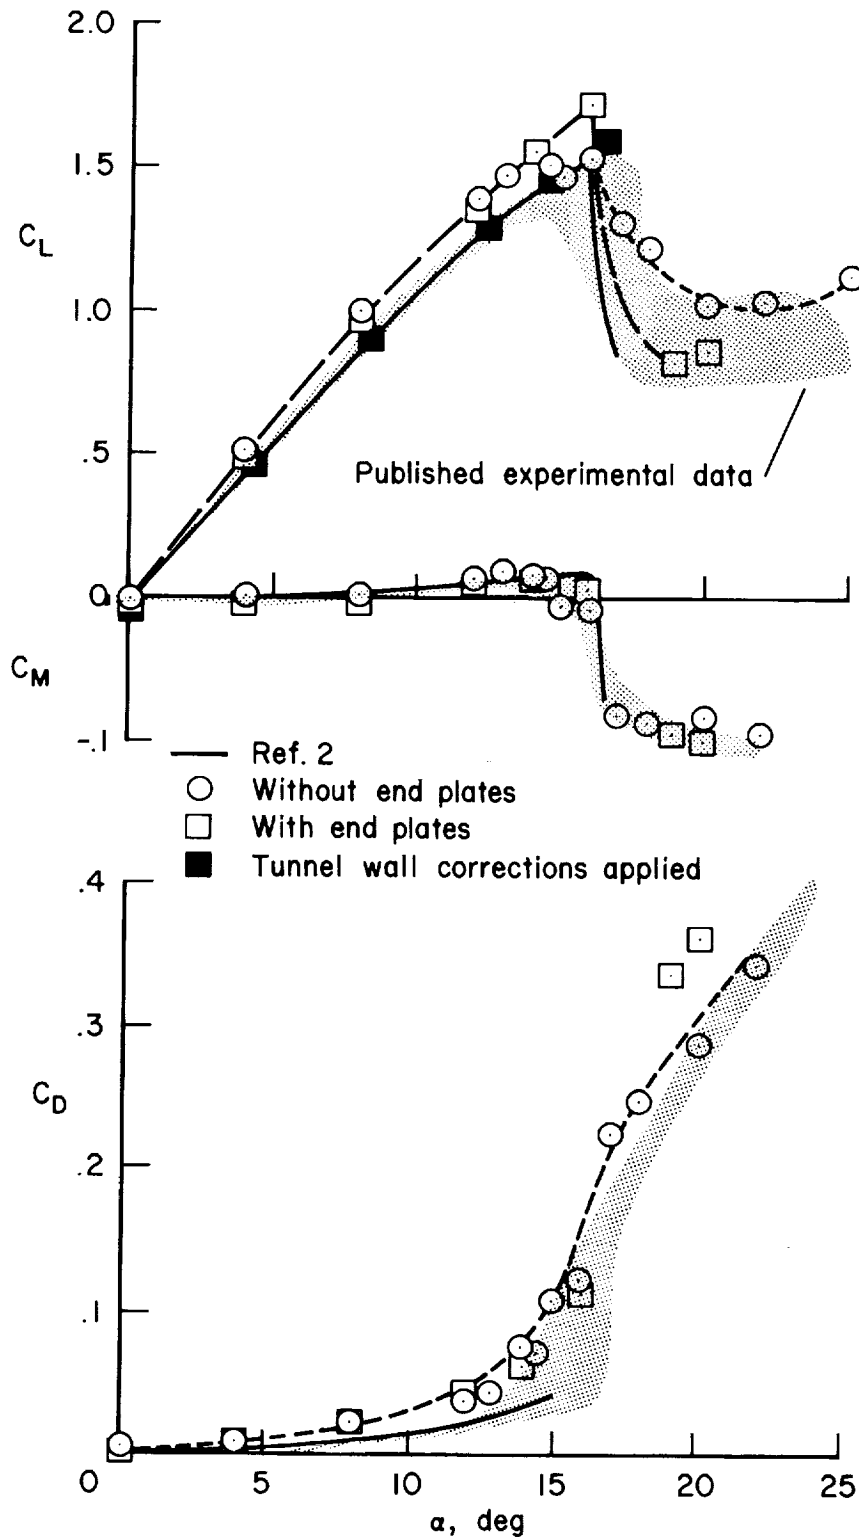 2.0
1.5
C_L
1.0
.5
Published experimental data
0
C_M
-.1
Ref. 2
Without end plates
With end plates
Tunnel wall corrections applied
.4
.3
C_D
.2
.1
0 5 10 15 20 25
α, deg